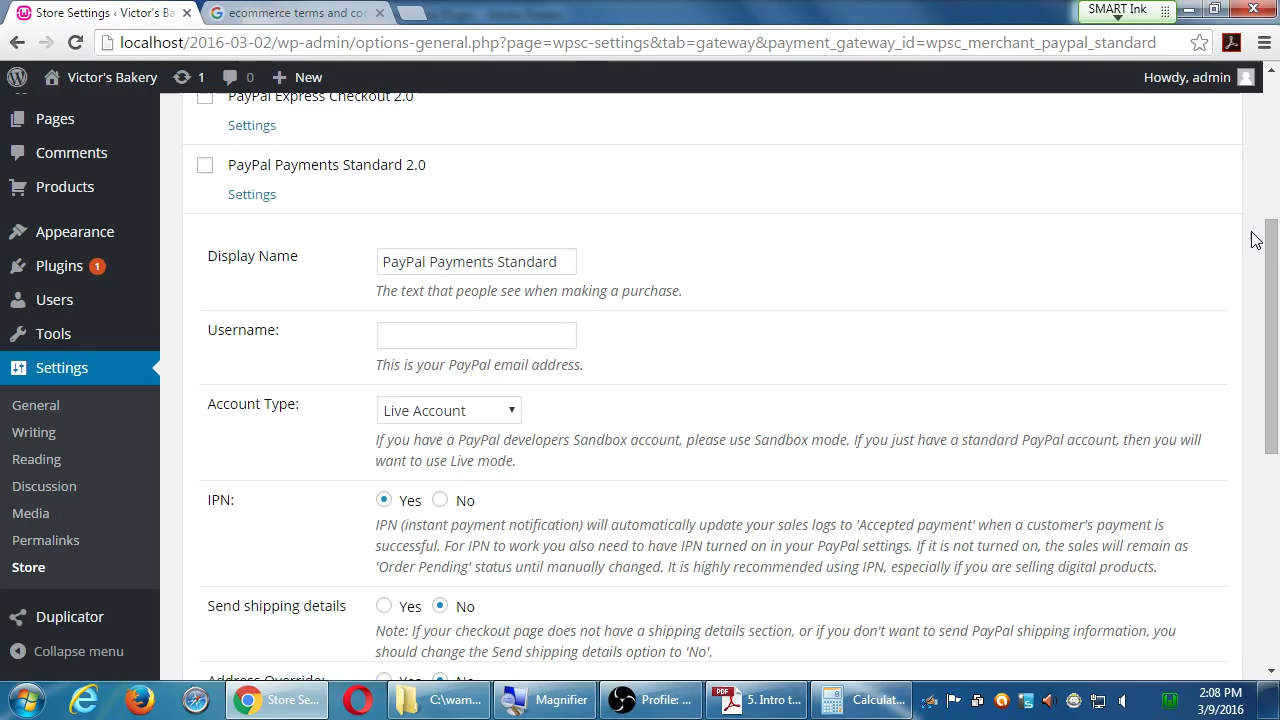 Store Settings ‹ Victor's Ba
ecommerce terms and cor
SMART Ink
localhost/2016-03-02/wp-admin/options-general.php?page=wpsc-settings&tab=gateway&payment_gateway_id=wpsc_merchant_paypal_standard
Victor's Bakery
1
0
New
Howdy, admin
Pages
Comments
Products
Appearance
Plugins 1
Users
Tools
Settings
General
Writing
Reading
Discussion
Media
Permalinks
Store
Duplicator
Collapse menu
PayPal Express Checkout 2.0
Settings
PayPal Payments Standard 2.0
Settings
Display Name
PayPal Payments Standard
The text that people see when making a purchase.
Username:
This is your PayPal email address.
Account Type:
Live Account
If you have a PayPal developers Sandbox account, please use Sandbox mode. If you just have a standard PayPal account, then you will
want to use Live mode.
IPN:
Yes No
IPN (instant payment notification) will automatically update your sales logs to 'Accepted payment' when a customer's payment is
successful. For IPN to work you also need to have IPN turned on in your PayPal settings. If it is not turned on, the sales will remain as
'Order Pending' status until manually changed. It is highly recommended using IPN, especially if you are selling digital products.
Send shipping details
Yes No
Note: If your checkout page does not have a shipping details section, or if you don't want to send PayPal shipping information, you
should change the Send shipping details option to 'No'.
Address Override:
Yes No
Store Se...
C:\wam...
Magnifier
Profile: ...
PDF
5. Intro t...
Calculat...
2:08 PM
3/9/2016